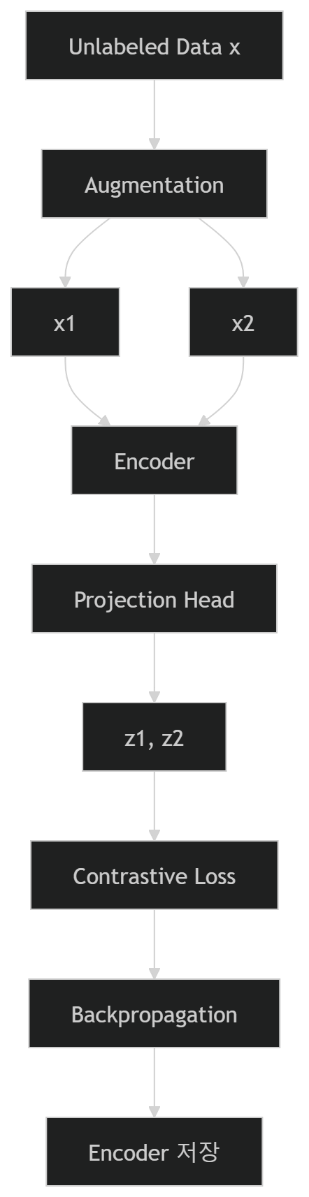 Unlabeled Data x
Augmentation
x1
x2
Encoder
Projection Head
z1, z2
Contrastive Loss
Backpropagation
Encoder 저장